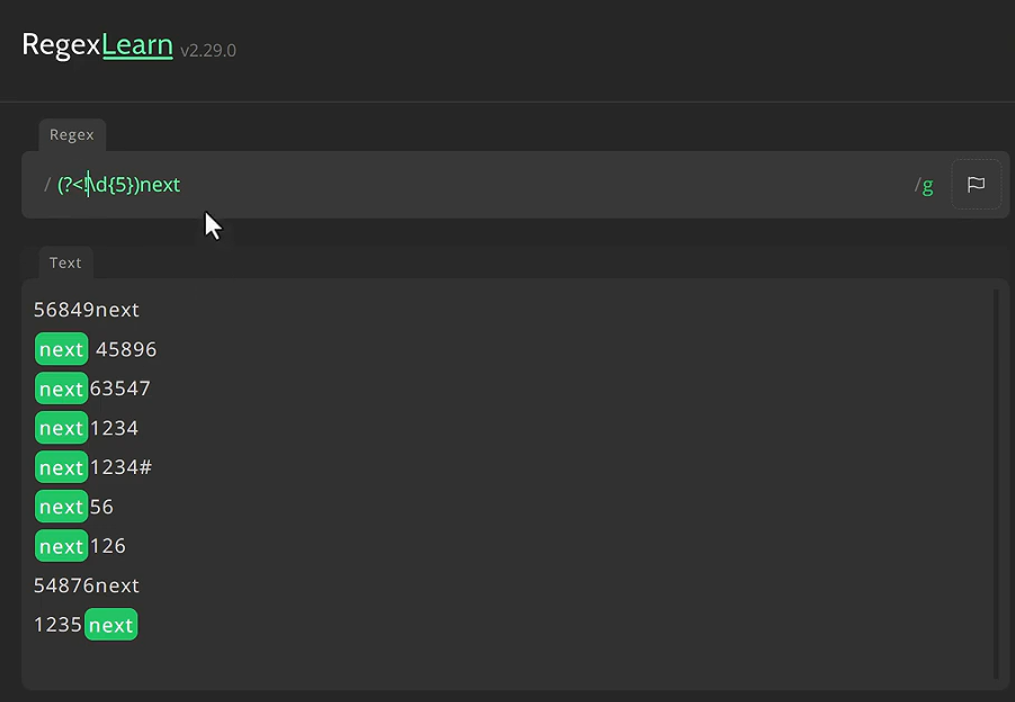 RegexLearn v2.29.0
Regex
/ (?<!\d{5})next /g
Text
56849next
next 45896
next63547
next1234
next1234#
next56
next126
54876next
1235next